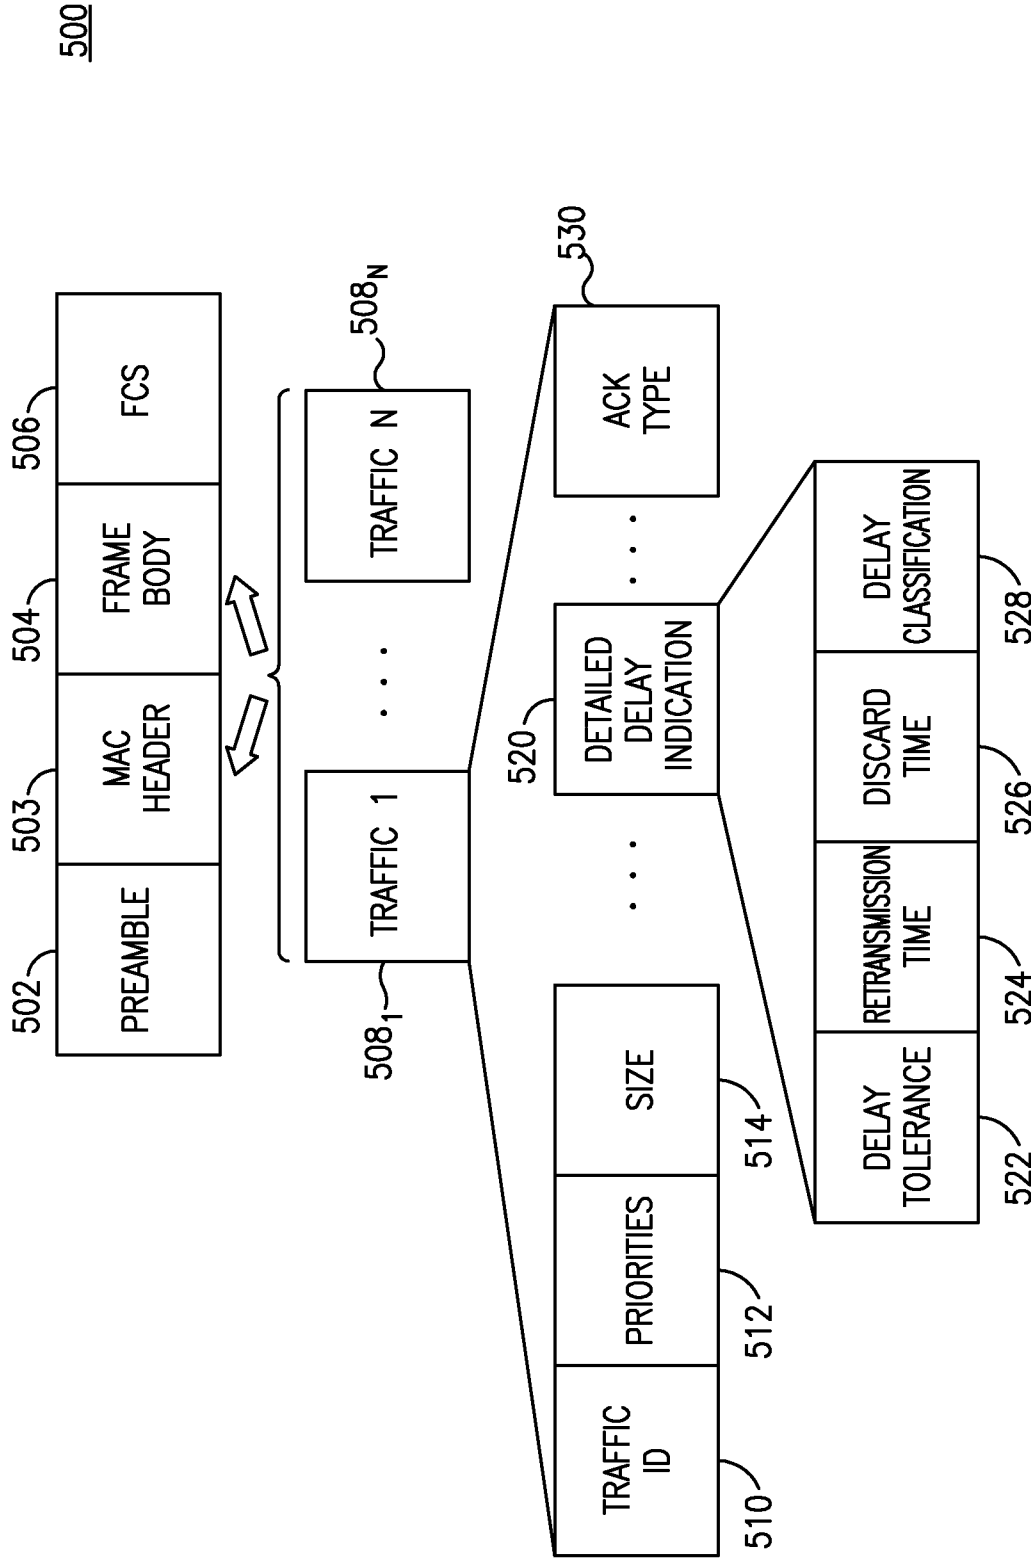 500
502
503
504
506
PREAMBLE
MAC
HEADER
FRAME
BODY
FCS
TRAFFIC 1
. . .
TRAFFIC N
508₁
508N
TRAFFIC
ID
PRIORITIES
SIZE
. . .
DETAILED
DELAY
INDICATION
. . .
ACK
TYPE
510
512
514
520
530
DELAY
TOLERANCE
RETRANSMISSION
TIME
DISCARD
TIME
DELAY
CLASSIFICATION
522
524
526
528